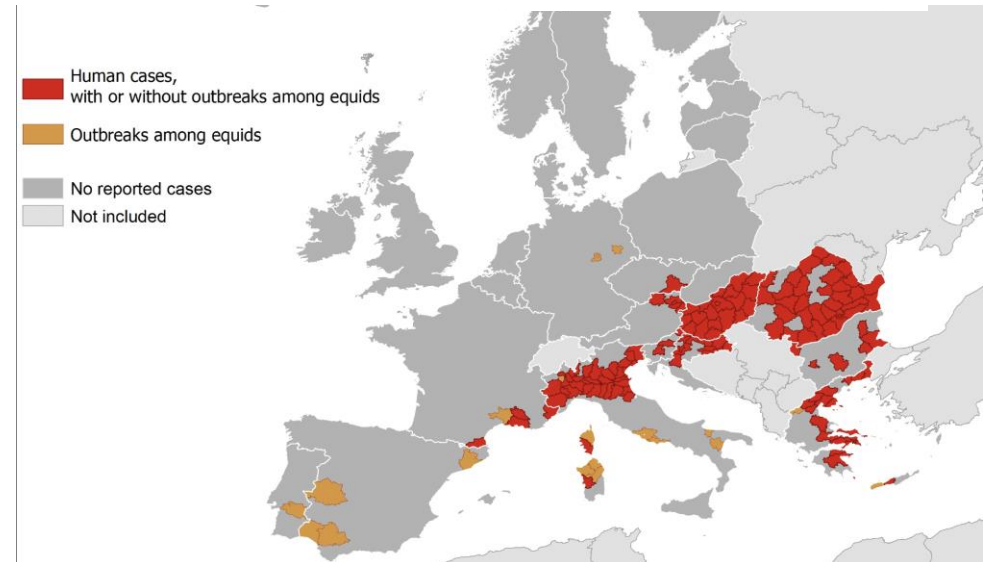 Human cases,
with or without outbreaks among equids
Outbreaks among equids
No reported cases
Not included